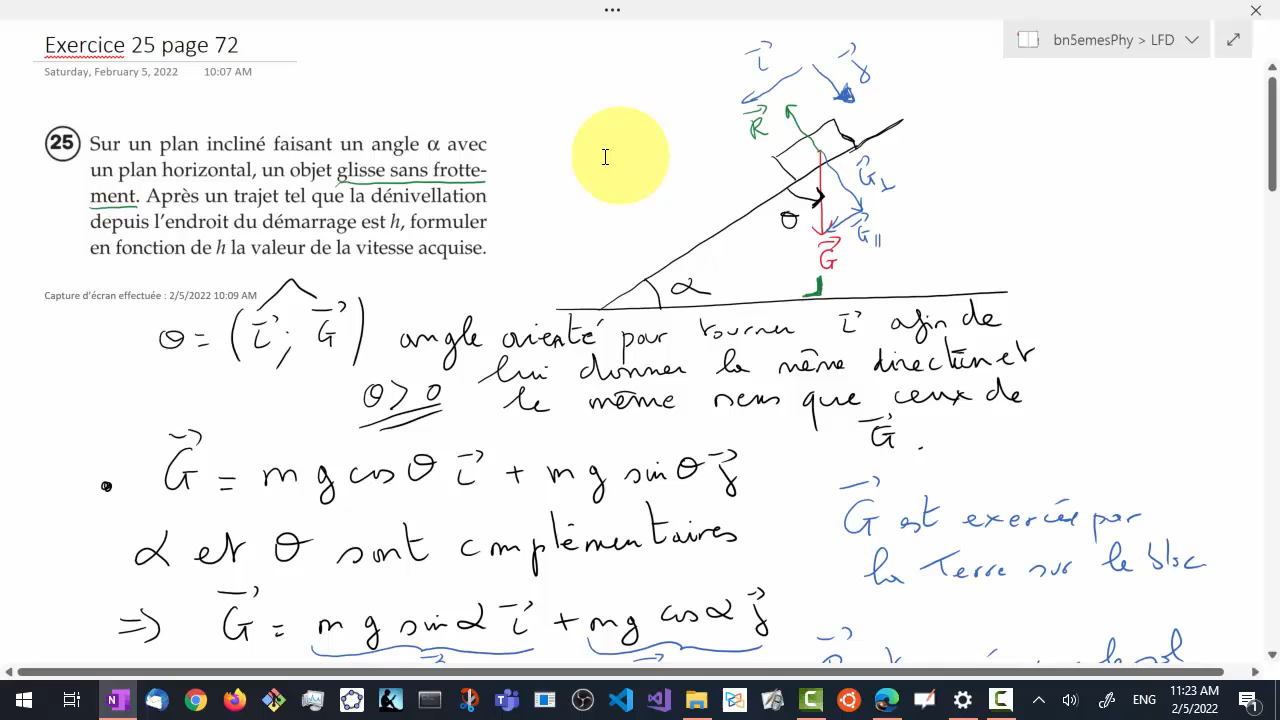 Exercice 25 page 72
Saturday, February 5, 2022 10:07 AM
bn5emesPhy > LFD
25 Sur un plan incliné faisant un angle α avec
un plan horizontal, un objet glisse sans frotte-
ment. Après un trajet tel que la dénivellation
depuis l'endroit du démarrage est h, formuler
en fonction de h la valeur de la vitesse acquise.
Capture d'écran effectuée : 2/5/2022 10:09 AM
i⃗ j⃗
R⃗
G⃗⊥
θ
G⃗||
G⃗
α
θ = (i⃗ ; G⃗) angle orienté pour tourner i⃗ afin de
lui donner la même direction et
θ > 0 le même sens que ceux de
G⃗ .
• G⃗ = m g cos θ i⃗ + m g sin θ j⃗
G⃗ est exercée par
la Terre sur le bloc
α et θ sont complémentaires
⇒ G⃗ = m g sin α i⃗ + m g cos α j⃗
le sol
ENG
11:23 AM
2/5/2022
1